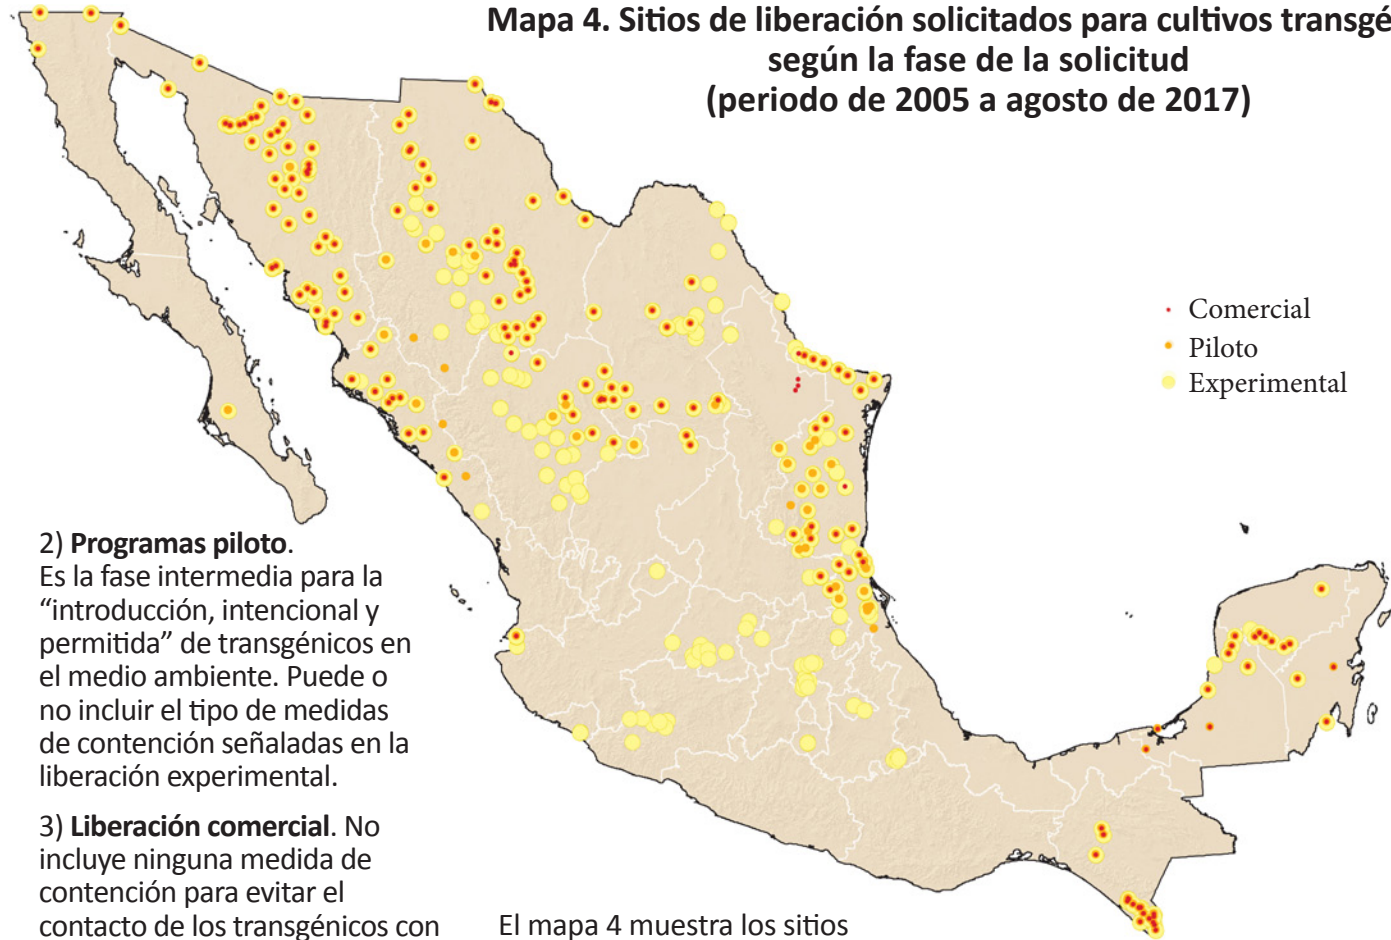 Mapa 4. Sitios de liberación solicitados para cultivos transgé
según la fase de la solicitud
(periodo de 2005 a agosto de 2017)
Comercial
Piloto
Experimental
2) Programas piloto.
Es la fase intermedia para la
“introducción, intencional y
permitida” de transgénicos en
el medio ambiente. Puede o
no incluir el tipo de medidas
de contención señaladas en la
liberación experimental.
3) Liberación comercial. No
incluye ninguna medida de
contención para evitar el
contacto de los transgénicos con
El mapa 4 muestra los sitios